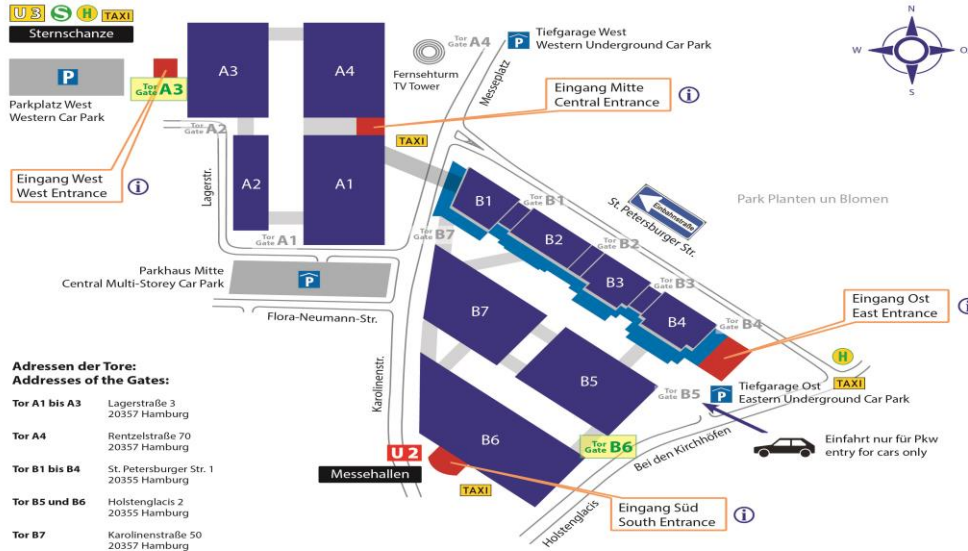 U3 S H TAXI
Sternschanze
P
Parkplatz West
Western Car Park
Tor
Gate A3
Tor
Gate A2
Eingang West
West Entrance
i
A3
A4
A2
A1
Lagerstr.
Tor
Gate A1
Fernsehturm
TV Tower
Tor
Gate A4
P
Tiefgarage West
Western Underground Car Park
Messeplatz
Eingang Mitte
Central Entrance
i
TAXI
N
W
O
S
B1
Tor
Gate B1
B2
Tor
Gate B2
B3
Tor
Gate B3
B4
Tor
Gate B4
Einbahnstraße
St. Petersburger Str.
Park Planten un Blomen
Tor
Gate B7
Parkhaus Mitte
Central Multi-Storey Car Park
P
Flora-Neumann-Str.
Karolinenstr.
B7
B5
B6
Eingang Ost
East Entrance
i
H
TAXI
Tor
Gate B5
P
Tiefgarage Ost
Eastern Underground Car Park
Einfahrt nur für Pkw
entry for cars only
Tor
Gate B6
Bei den Kirchhöfen
Holstenglacis
U2
Messehallen
TAXI
Eingang Süd
South Entrance
i
Adressen der Tore:
Addresses of the Gates:
Tor A1 bis A3 Lagerstraße 3
20357 Hamburg
Tor A4 Rentzelstraße 70
20357 Hamburg
Tor B1 bis B4 St. Petersburger Str. 1
20355 Hamburg
Tor B5 und B6 Holstenglacis 2
20355 Hamburg
Tor B7 Karolinenstraße 50
20357 Hamburg